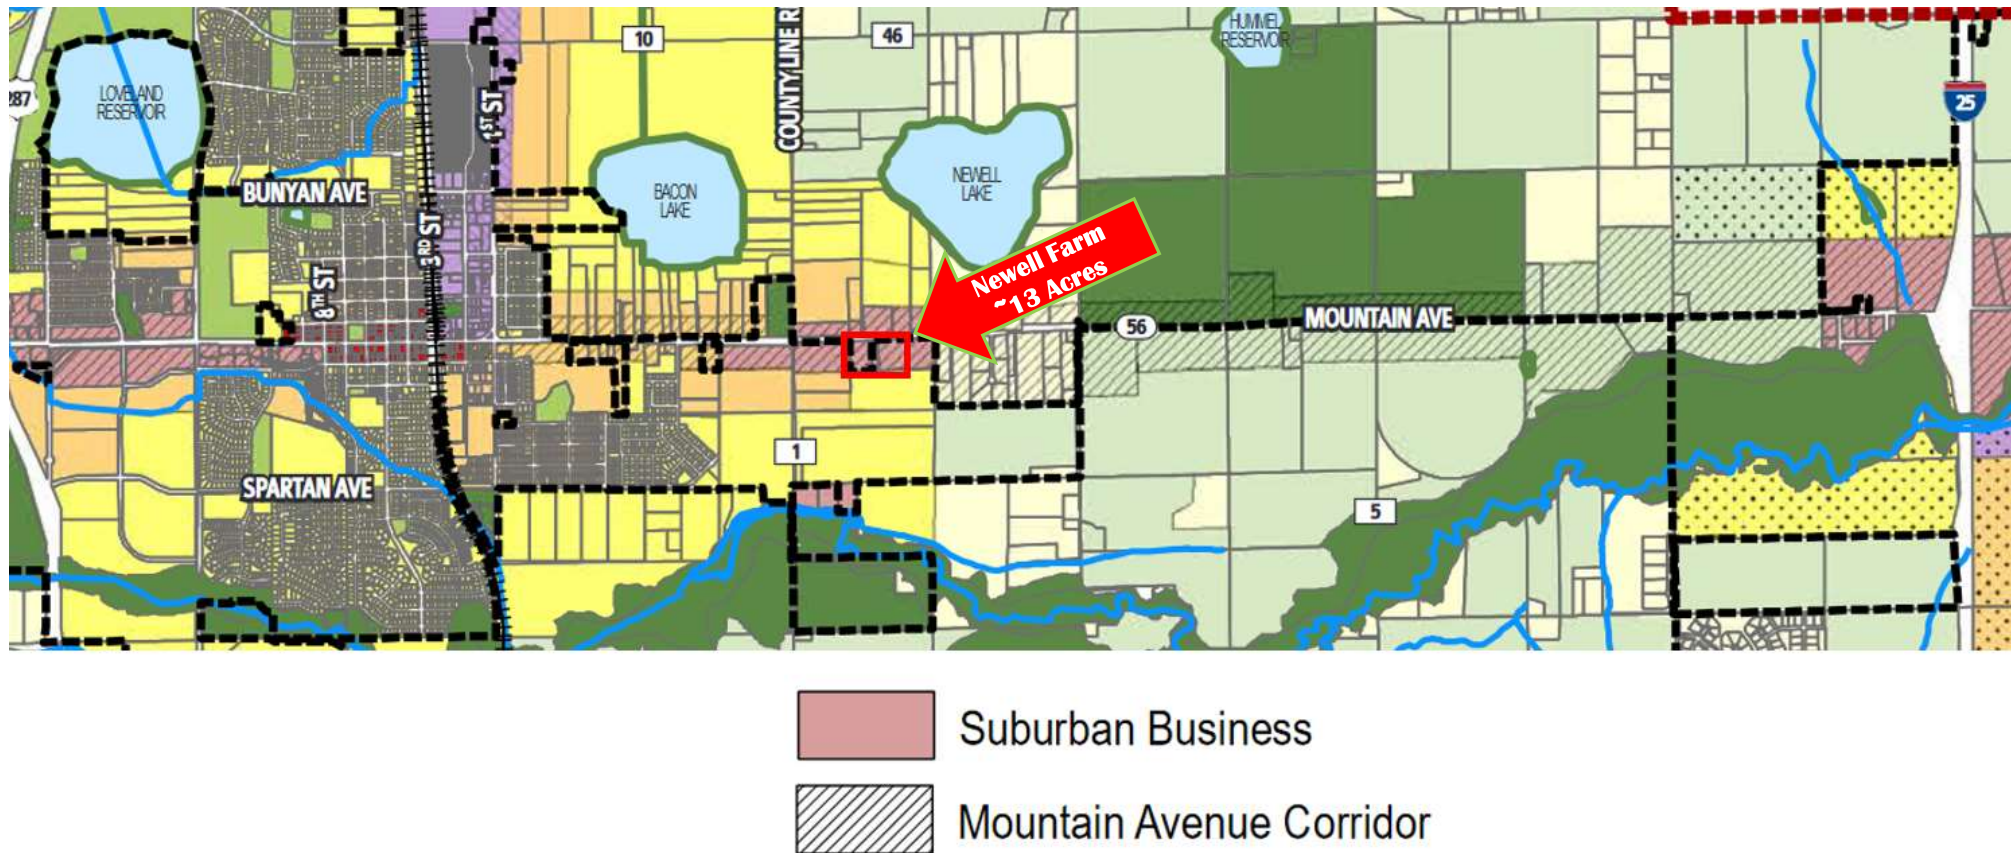 287
LOVELAND
RESERVOIR
BUNYAN AVE
8TH ST
3RD ST
1ST ST
10
BACON
LAKE
COUNTY LINE R
46
NEWELL
LAKE
HUMMEL
RESERVOIR
25
Newell Farm
~13 Acres
56
MOUNTAIN AVE
SPARTAN AVE
1
5
Suburban Business
Mountain Avenue Corridor